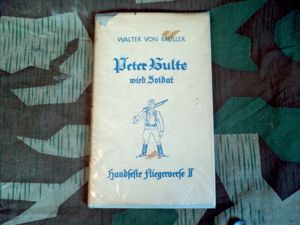 WALTER VON MÜLLER
Peter Bulte
wird Soldat
Handfeste Fliegerverse II